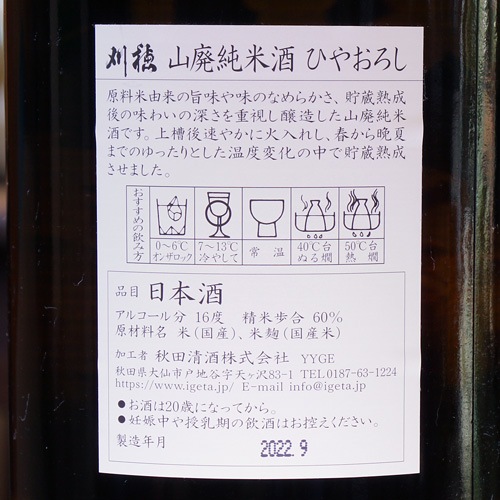 刈穂 山廃純米酒 ひやおろし
原料米由来の旨味や味のなめらかさ、貯蔵熟成
後の味わいの深さを重視し醸造した山廃純米
酒です。上槽後速やかに火入れし、春から晩夏
までのゆったりとした温度変化の中で貯蔵熟成
させました。
おすすめの飲み方
0〜6℃ オンザロック
7〜13℃ 冷やして
常温
40℃台 ぬる燗
50℃台 熱燗
品目 日本酒
アルコール分 16度 精米歩合 60%
原材料名 米(国産)、米麹(国産米)
加工者 秋田清酒株式会社 YYGE
秋田県大仙市戸地谷字天ヶ沢83-1 TEL0187-63-1224
https://www.igeta.jp/ E-mail info@igeta.jp
●お酒は20歳になってから。
●妊娠中や授乳期の飲酒はお控えください。
製造年月 2022.9